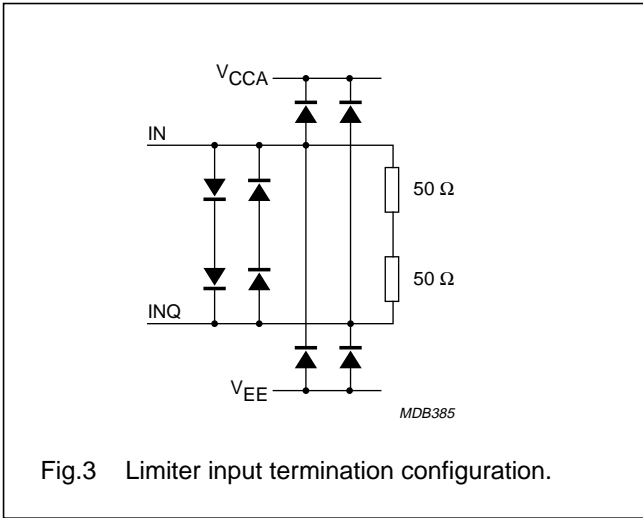 VCCA
IN
50 Ω
50 Ω
INQ
VEE
MDB385
Fig.3 Limiter input termination configuration.